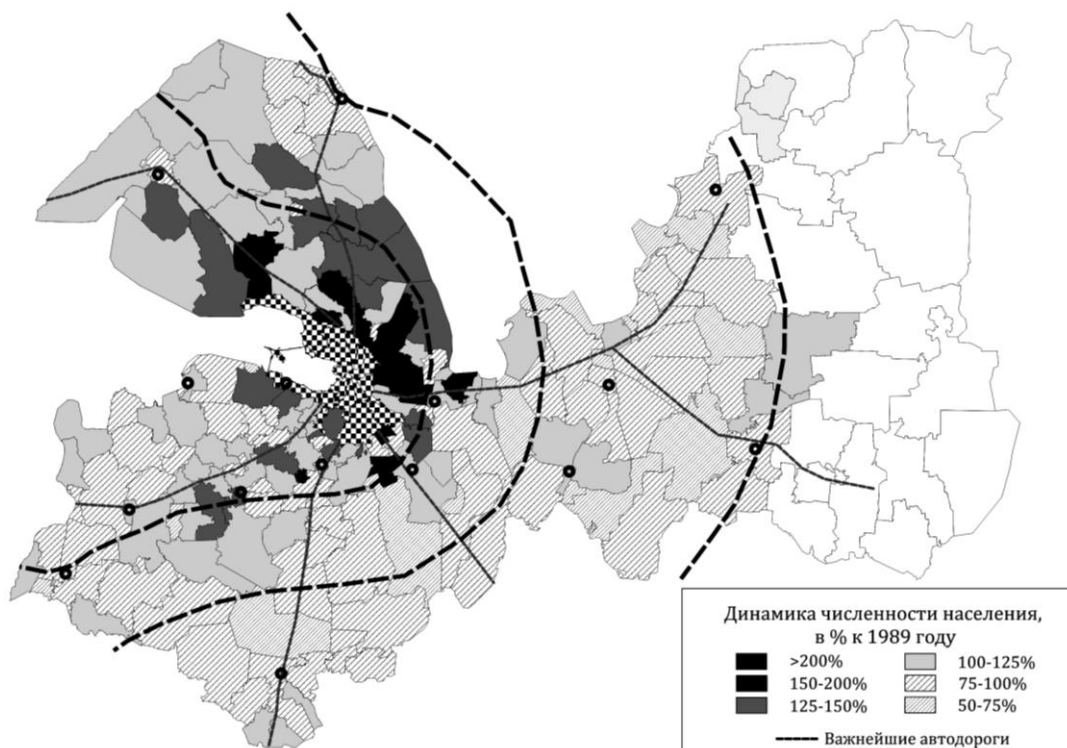 Динамика численности населения,
в % к 1989 году
>200%
150-200%
125-150%
100-125%
75-100%
50-75%
Важнейшие автодороги